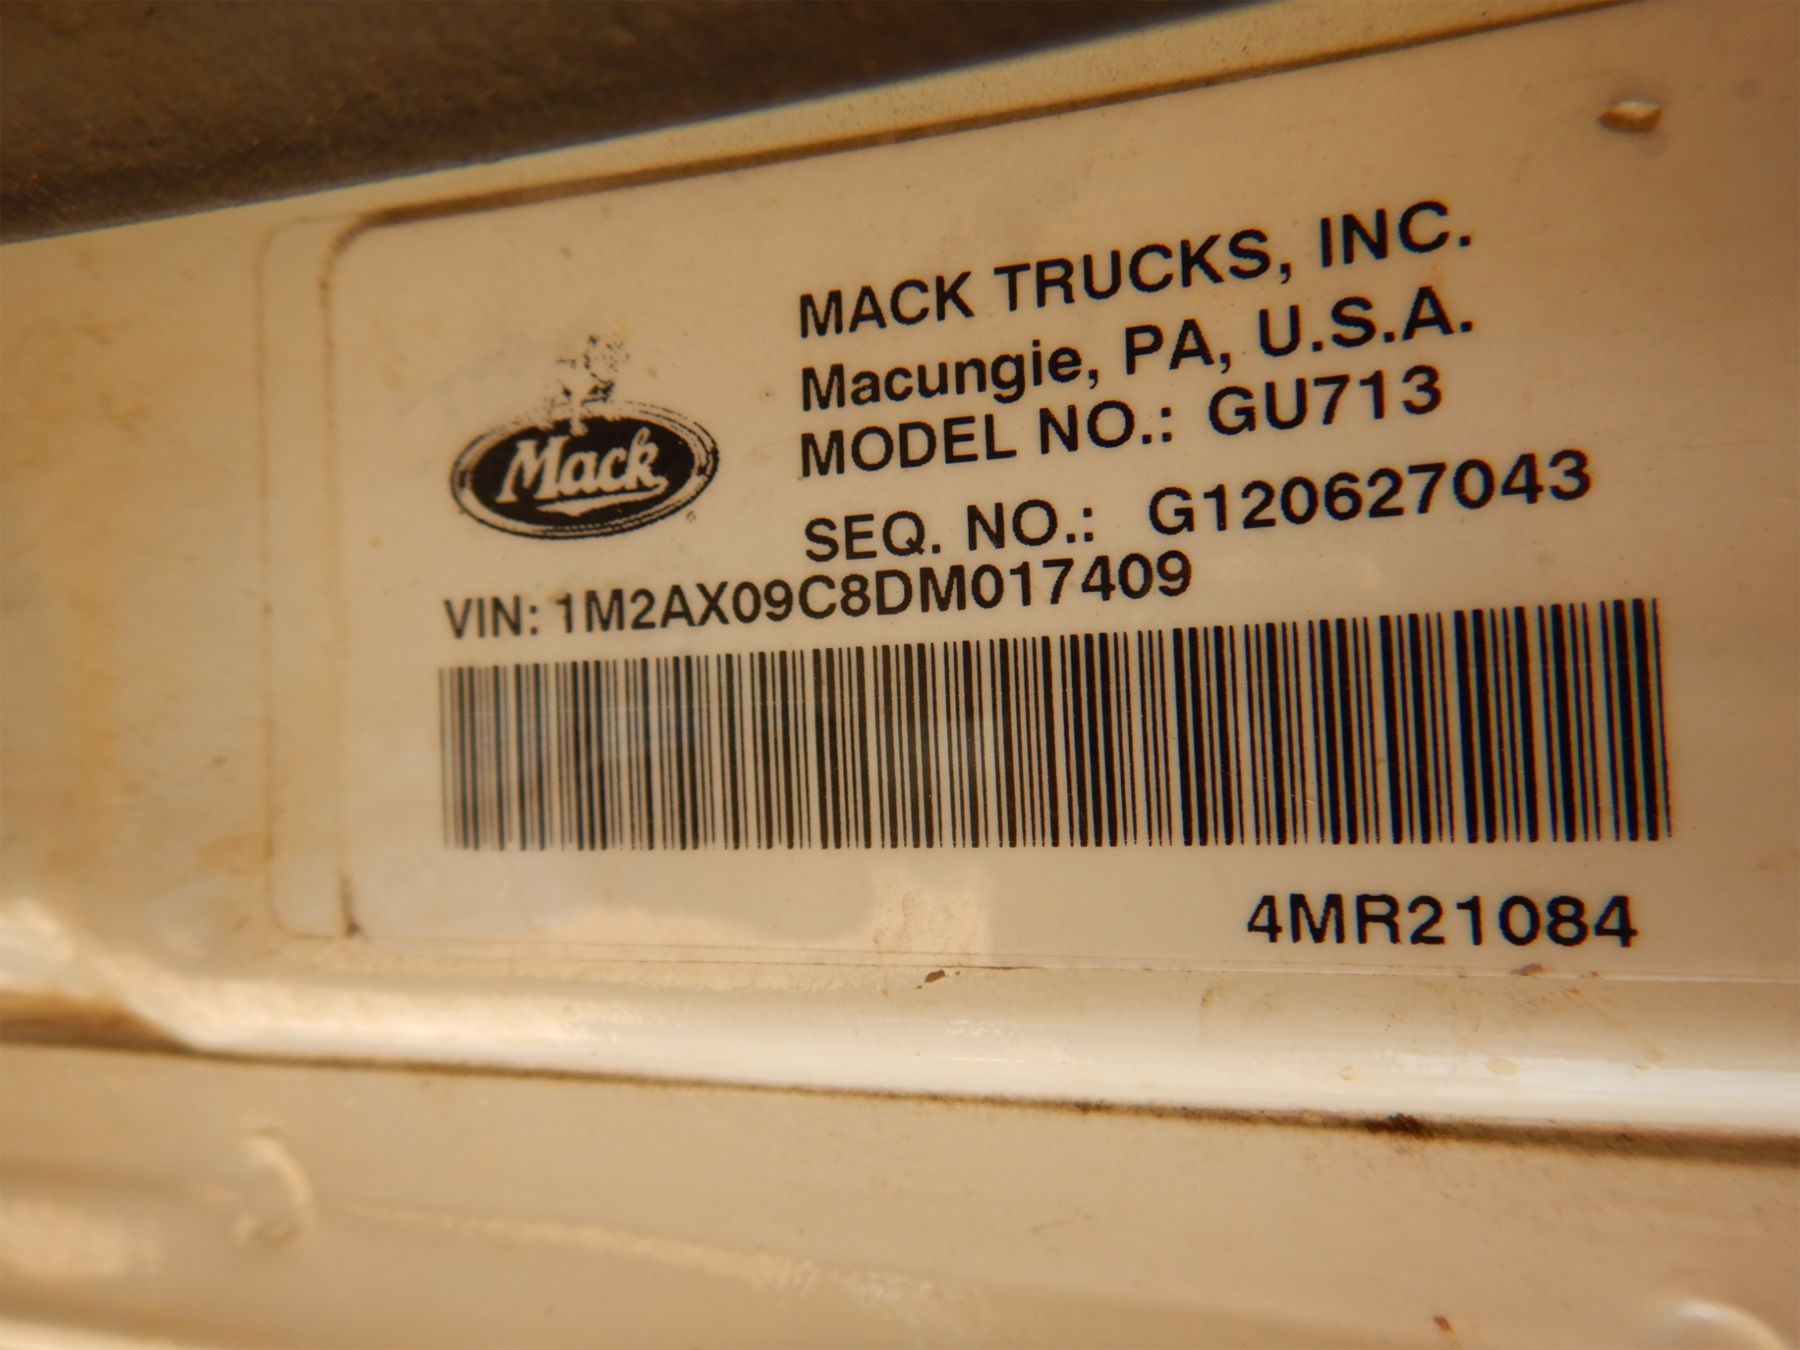 MACK TRUCKS, INC.
Macungie, PA, U.S.A.
MODEL NO.: GU713
Mack
SEQ. NO.: G120627043
VIN: 1M2AX09C8DM017409
4MR21084